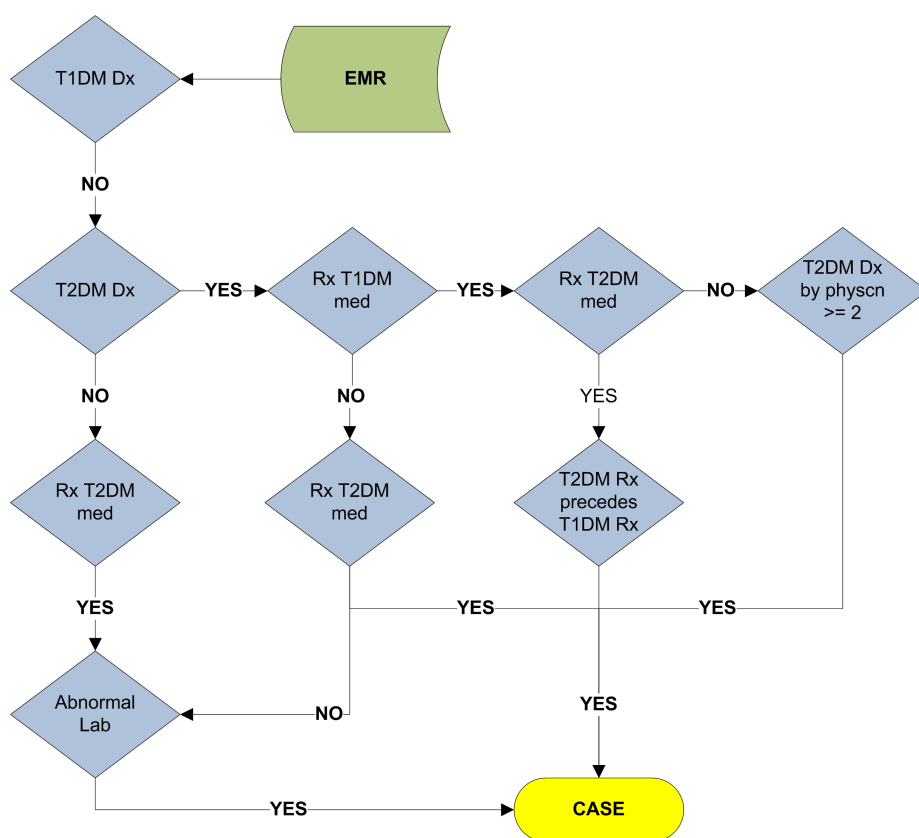 T1DM Dx
EMR
NO
T2DM Dx
YES
Rx T1DM
med
YES
Rx T2DM
med
NO
T2DM Dx
by physcn
>= 2
NO
NO
YES
Rx T2DM
med
Rx T2DM
med
T2DM Rx
precedes
T1DM Rx
YES
YES
YES
Abnormal
Lab
NO
YES
YES
CASE